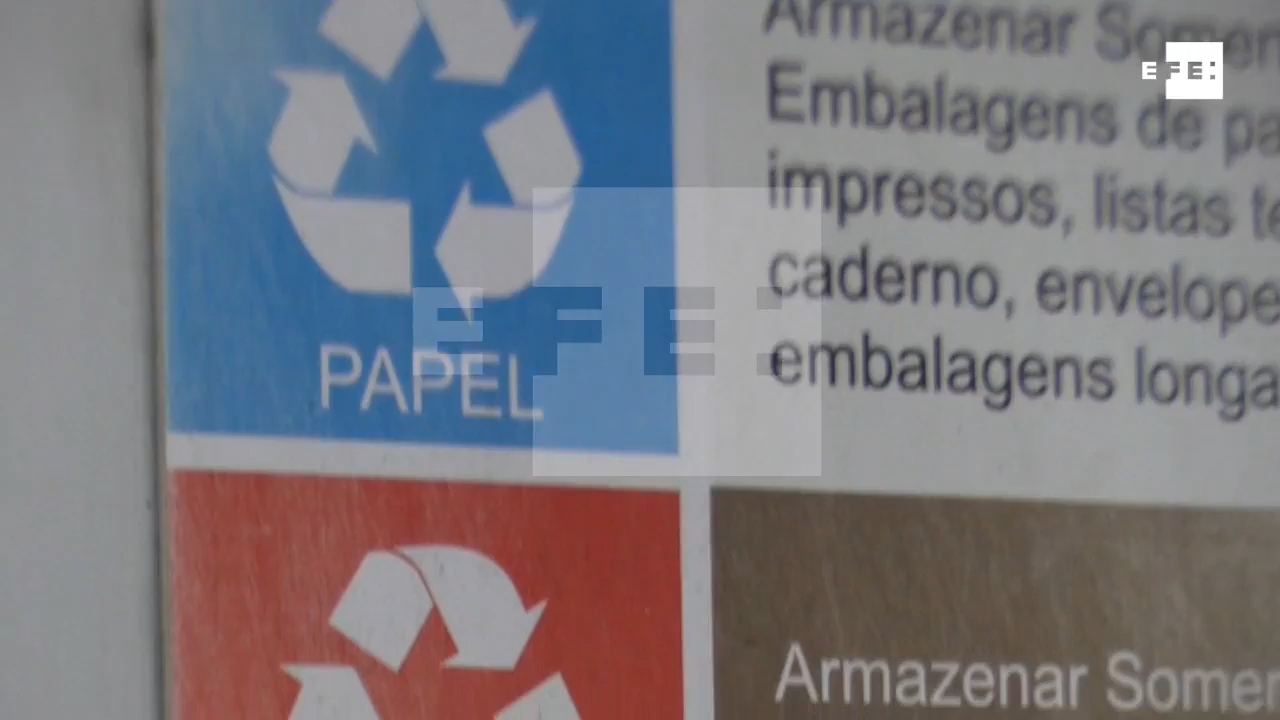 Armazenar
EFE:
Embalagens de
impressos, listas
caderno, envelope
EFE:
PAPEL
embalagens longa
Armazenar